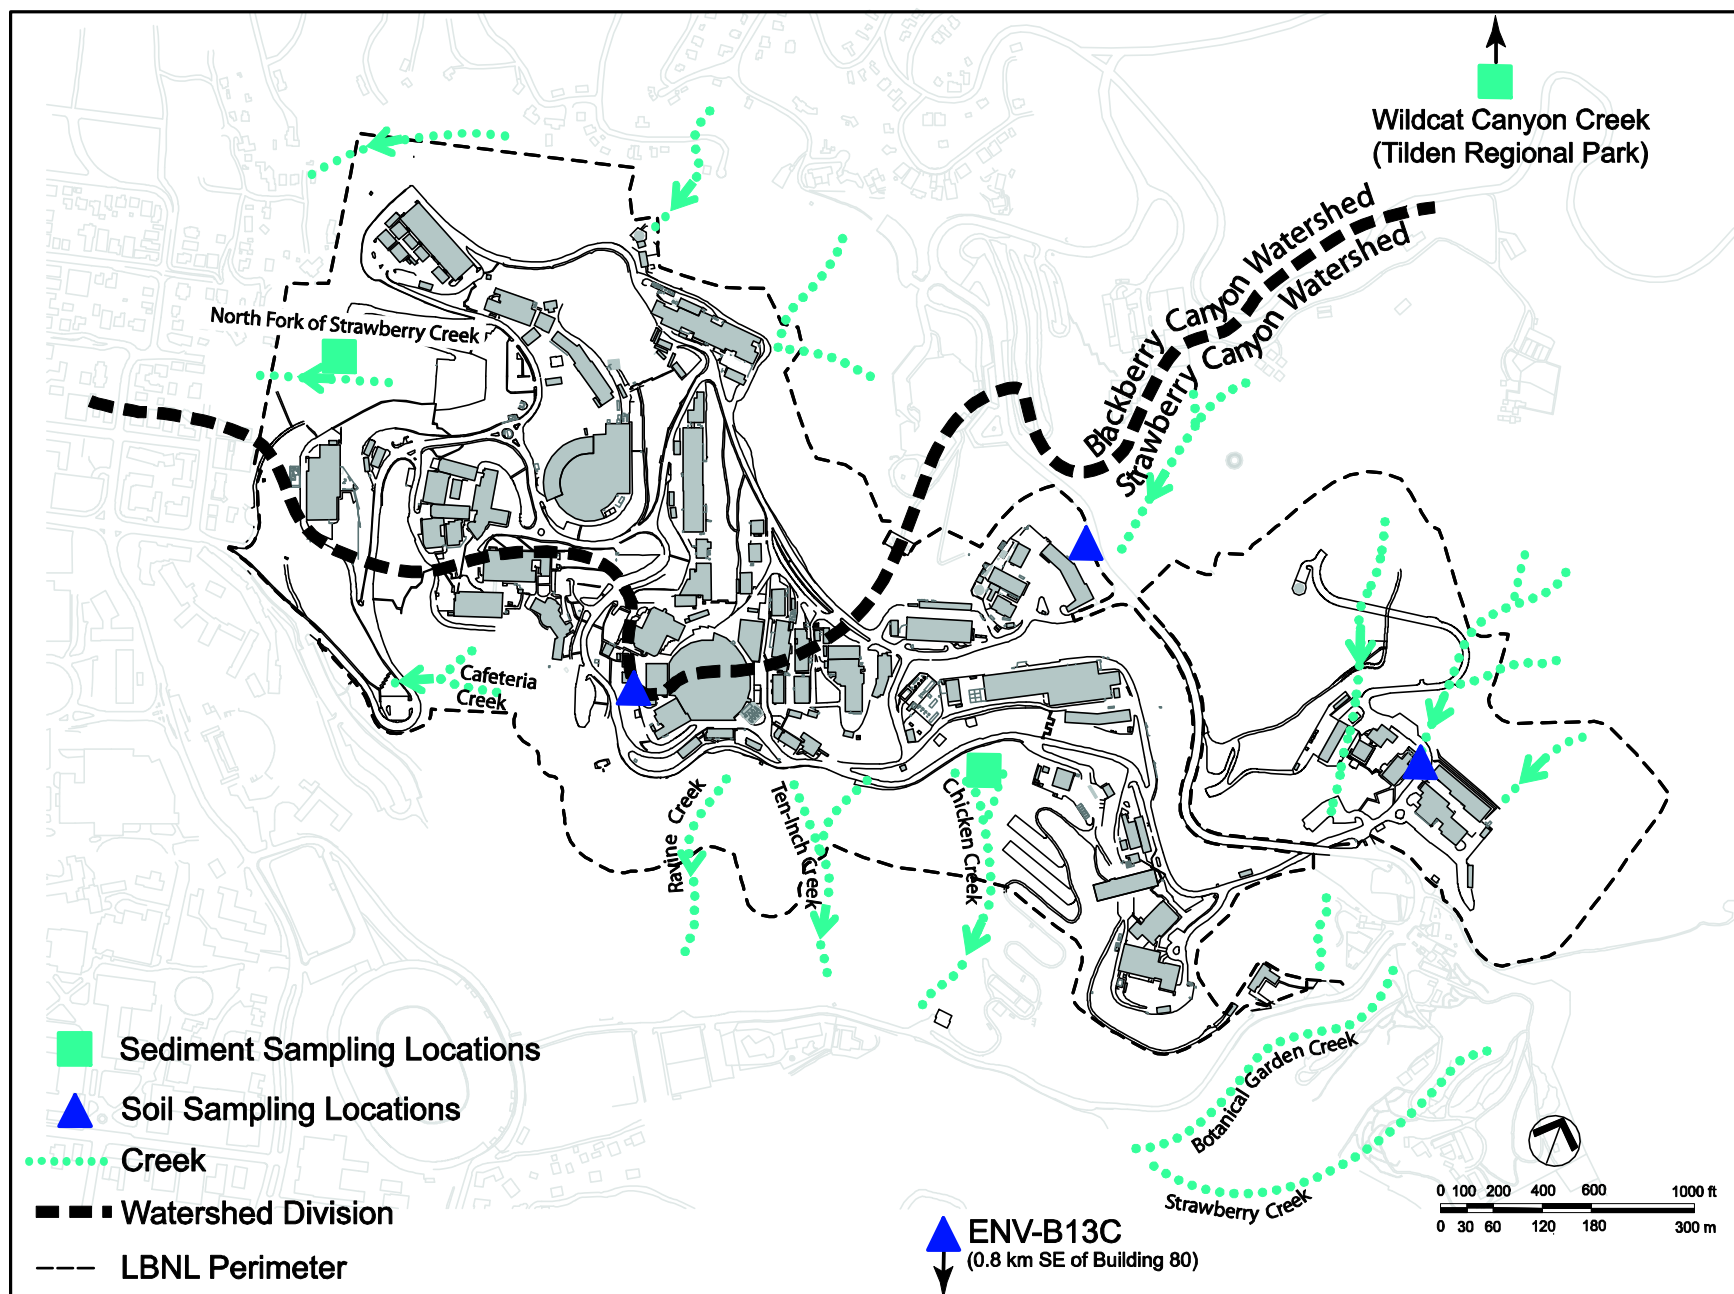 Wildcat Canyon Creek
(Tilden Regional Park)
Blackberry Canyon Watershed
Strawberry Canyon Watershed
North Fork of Strawberry Creek
Cafeteria
Creek
Ravine Creek
Ten-Inch Creek
Chicken Creek
Botanical Garden Creek
Strawberry Creek
Sediment Sampling Locations
Soil Sampling Locations
Creek
Watershed Division
LBNL Perimeter
ENV-B13C
(0.8 km SE of Building 80)
0 100 200 400 600 1000 ft
0 30 60 120 180 300 m